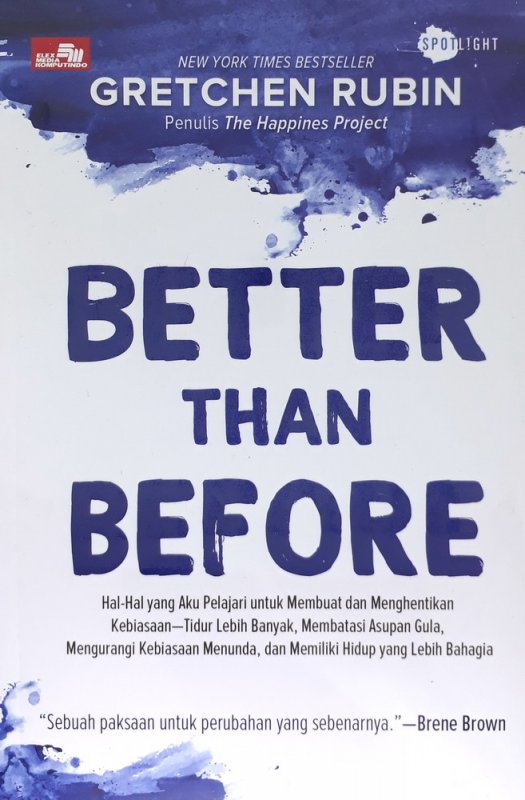 ELEX
MEDIA
KOMPUTINDO
SPOTL!GHT
NEW YORK TIMES BESTSELLER
GRETCHEN RUBIN
Penulis The Happines Project
BETTER
THAN
BEFORE
Hal-Hal yang Aku Pelajari untuk Membuat dan Menghentikan
Kebiasaan—Tidur Lebih Banyak, Membatasi Asupan Gula,
Mengurangi Kebiasaan Menunda, dan Memiliki Hidup yang Lebih Bahagia
“Sebuah paksaan untuk perubahan yang sebenarnya.”—Brene Brown